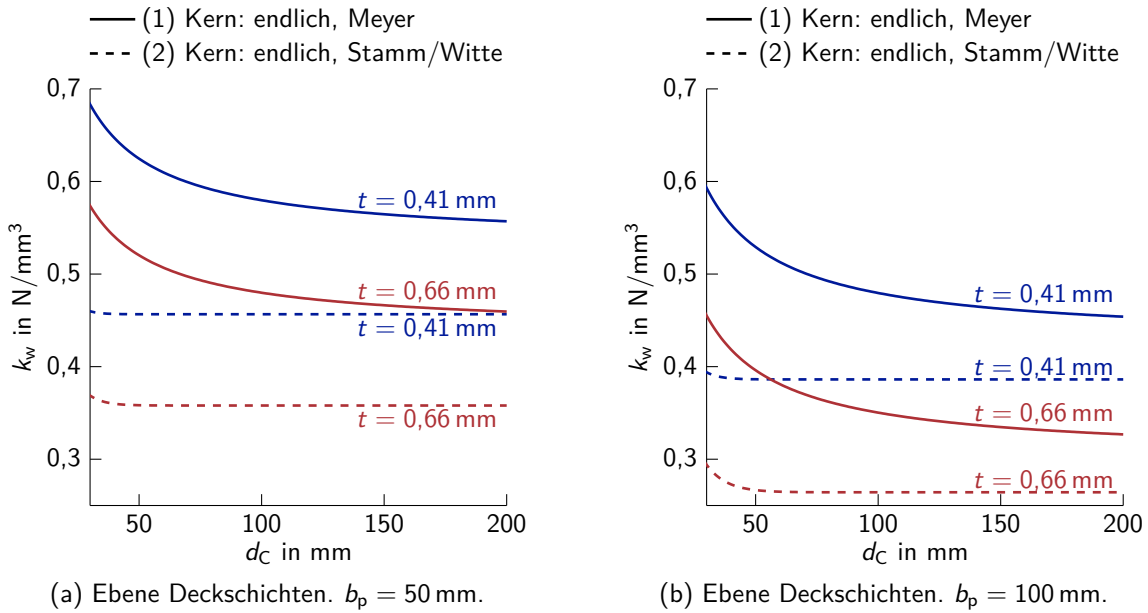 (1) Kern: endlich, Meyer
(2) Kern: endlich, Stamm/Witte
0,7
0,6
0,5
0,4
0,3
k_w in N/mm³
t = 0,41 mm
t = 0,66 mm
t = 0,41 mm
t = 0,66 mm
50
100
150
200
d_C in mm
(a) Ebene Deckschichten. b_p = 50 mm.
(1) Kern: endlich, Meyer
(2) Kern: endlich, Stamm/Witte
0,7
0,6
0,5
0,4
0,3
k_w in N/mm³
t = 0,41 mm
t = 0,41 mm
t = 0,66 mm
t = 0,66 mm
50
100
150
200
d_C in mm
(b) Ebene Deckschichten. b_p = 100 mm.